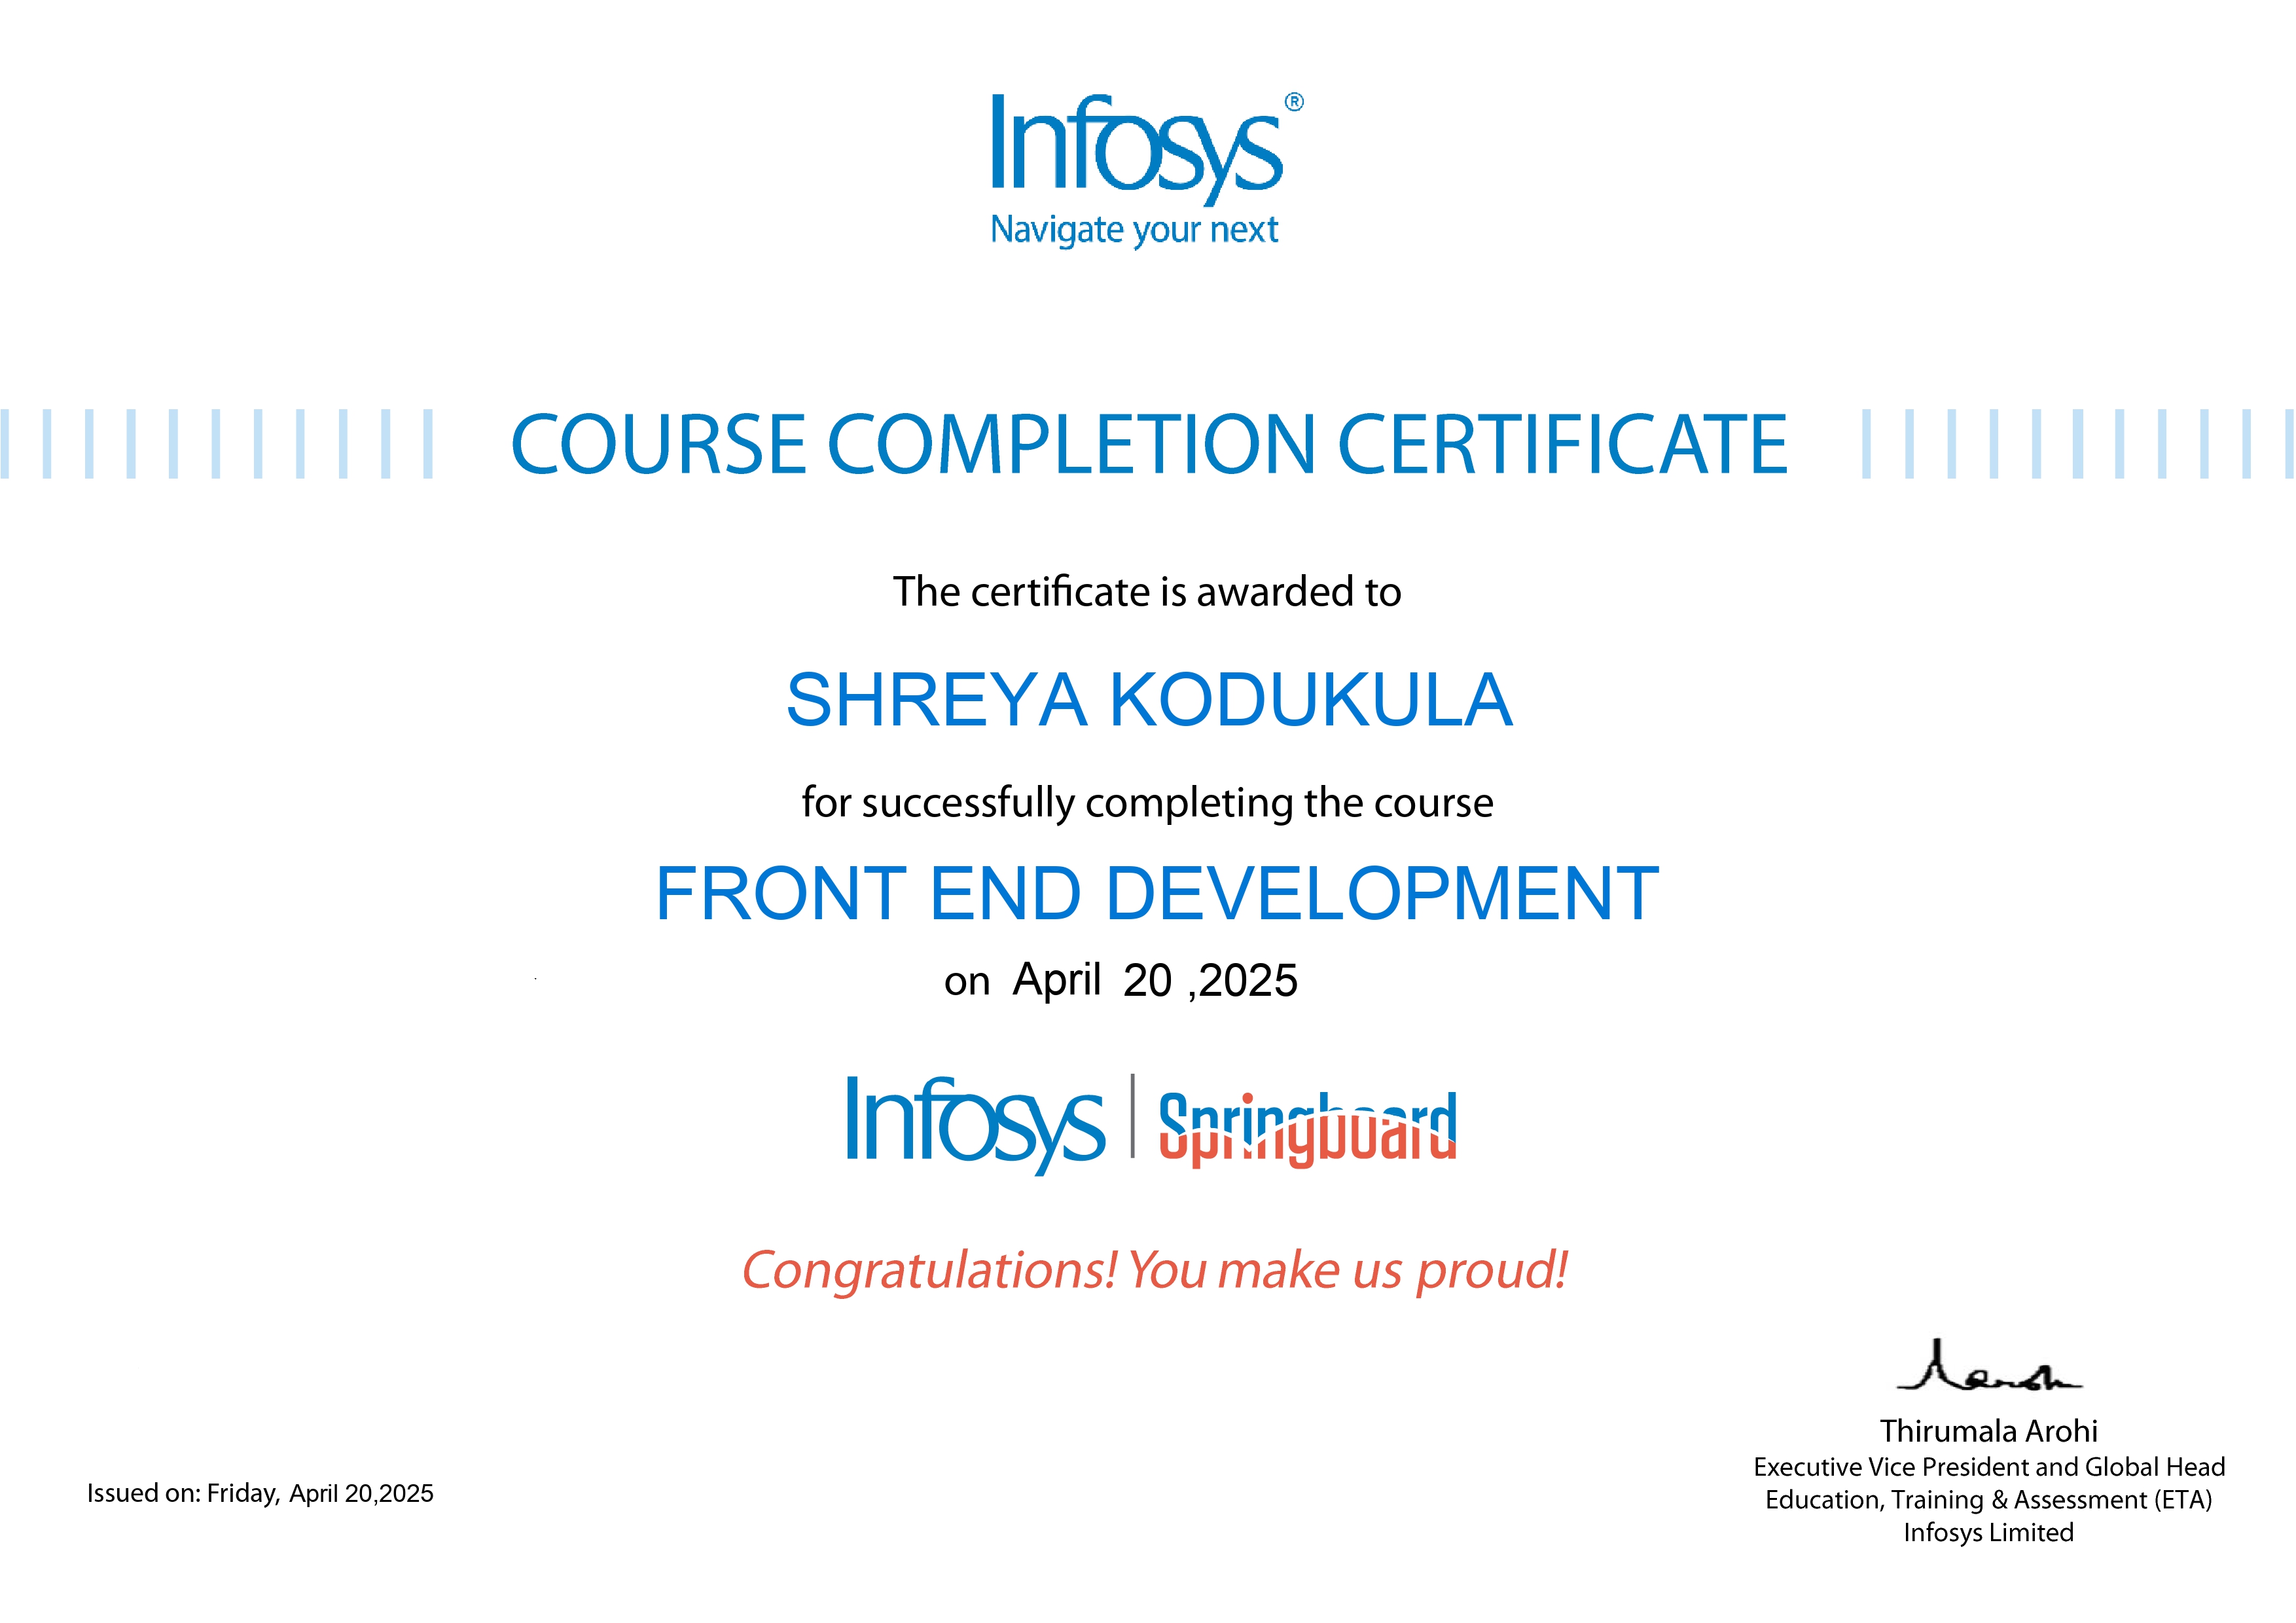 Infosys®
Navigate your next
COURSE COMPLETION CERTIFICATE
The certificate is awarded to
SHREYA KODUKULA
for successfully completing the course
FRONT END DEVELOPMENT
on April 20 ,2025
Infosys | Springboard
Congratulations! You make us proud!
Thirumala Arohi
Executive Vice President and Global Head
Education, Training & Assessment (ETA)
Infosys Limited
Issued on: Friday, April 20,2025